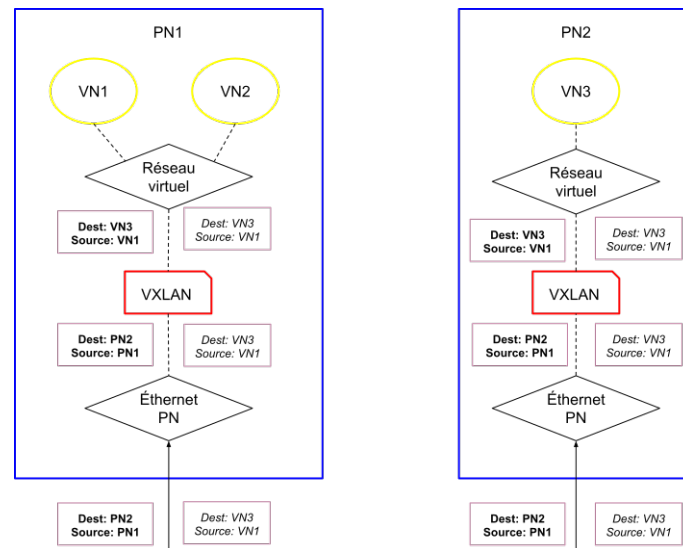 PN1
VN1
VN2
Réseau
virtuel
Dest: VN3
Source: VN1
Dest: VN3
Source: VN1
VXLAN
Dest: PN2
Source: PN1
Dest: VN3
Source: VN1
Éthernet
PN
Dest: PN2
Source: PN1
Dest: VN3
Source: VN1
PN2
VN3
Réseau
virtuel
Dest: VN3
Source: VN1
Dest: VN3
Source: VN1
VXLAN
Dest: PN2
Source: PN1
Dest: VN3
Source: VN1
Éthernet
PN
Dest: PN2
Source: PN1
Dest: VN3
Source: VN1